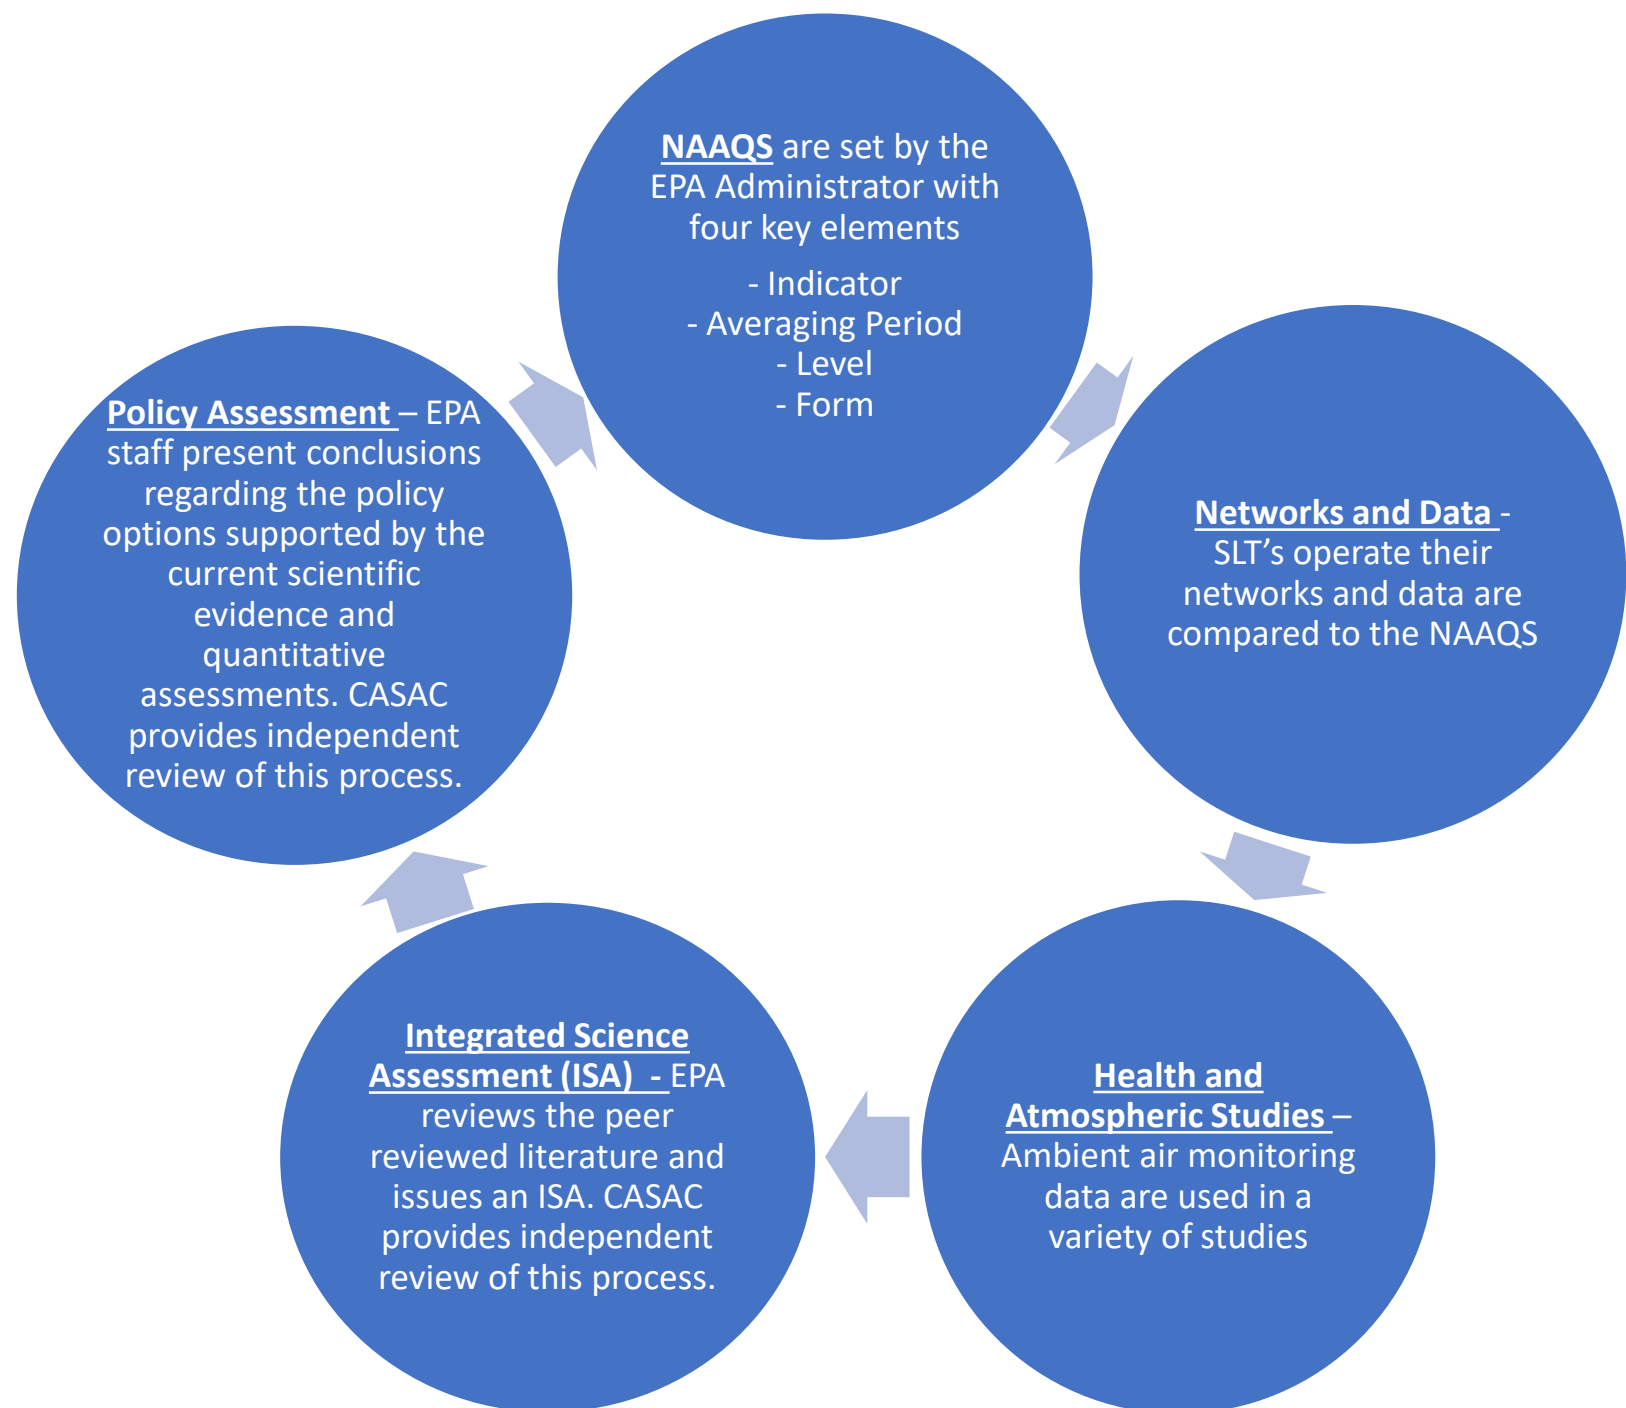 NAAQS are set by the
EPA Administrator with
four key elements
- Indicator
- Averaging Period
- Level
- Form
Networks and Data -
SLT’s operate their
networks and data are
compared to the NAAQS
Health and
Atmospheric Studies –
Ambient air monitoring
data are used in a
variety of studies
Integrated Science
Assessment (ISA)  - EPA
reviews the peer
reviewed literature and
issues an ISA. CASAC
provides independent
review of this process.
Policy Assessment – EPA
staff present conclusions
regarding the policy
options supported by the
current scientific
evidence and
quantitative
assessments. CASAC
provides independent
review of this process.